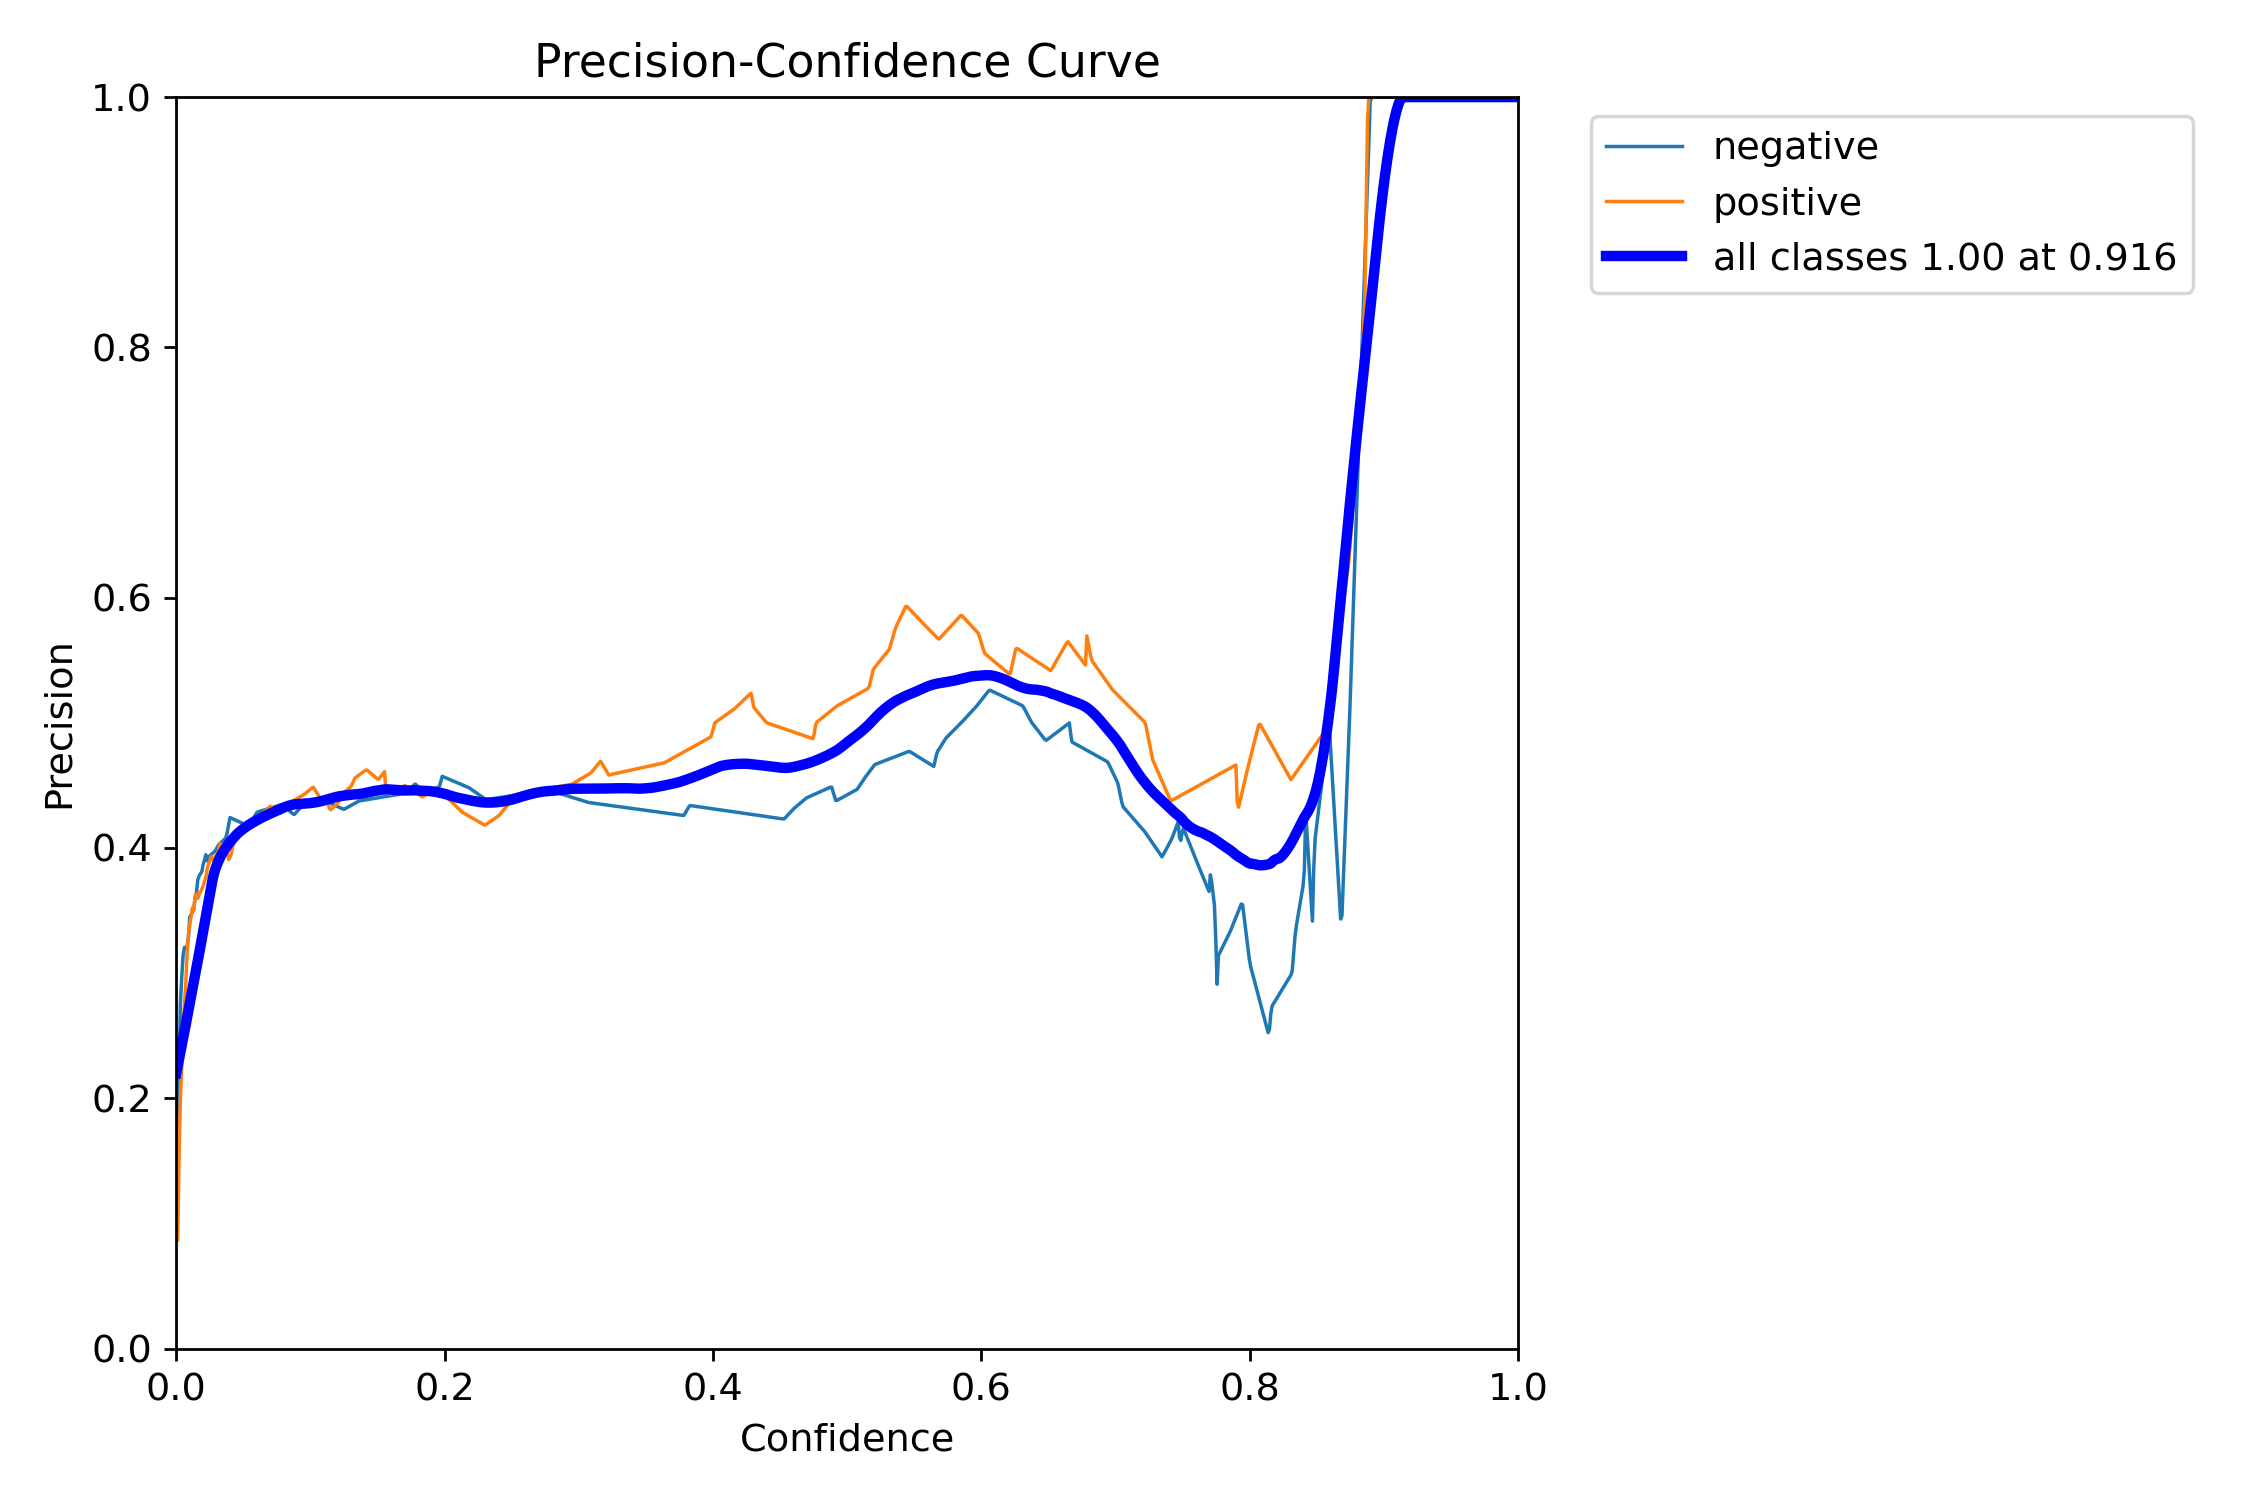 Precision-Confidence Curve
1.0
0.8
0.6
0.4
0.2
0.0
Precision
0.0 0.2 0.4 0.6 0.8 1.0
Confidence
negative
positive
all classes 1.00 at 0.916